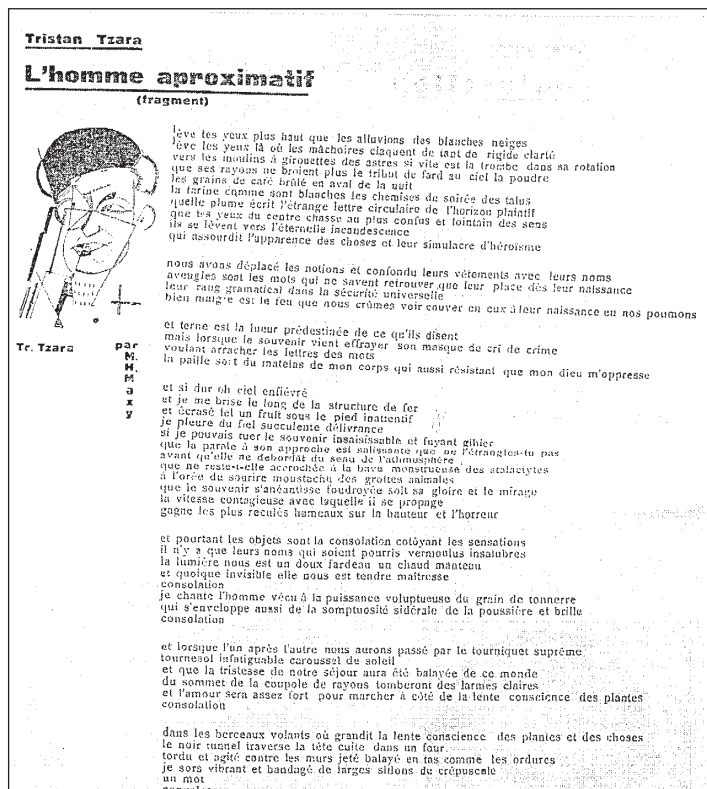 Tristan Tzara
L'homme aproximatif
(fragment)
lève tes yeux plus haut que les alluvions des blanches neiges
lève les yeux là où les mâchoires claquent de tant de rigide clarté
vers les moulins à girouettes des astres si vite est la trombe dans sa rotation
que ses rayons ne broient plus le tribut de fard au ciel la poudre
les grains de café brûlé en aval de la nuit
la farine comme sont blanches les chemises du soirée des talus
quelle plume écrit l'étrange lettre circulaire de l'horizon plaintif
que tes yeux du centre chasse au plus confus et lointain des sens
ils se lèvent vers l'éternelle incandescence
qui assourdit l'apparence des choses et leur simulacre d'héroïsme
nous avons déplacé les notions et confondu leurs vêtements avec leurs noms
aveugles sont les mots qui ne savent retrouver que leur place dès leur naissance
leur rang gramatical dans la sécurité universelle
bien maigre est le feu que nous crûmes voir couver en eux à leur naissance en nos poumons
et terne est la lueur prédestinée de ce qu'ils disent
mais lorsque le souvenir vient effrayer son masque de cri de crime
voulant arracher les lettres des mots
la paille sort du matelas de mon corps qui aussi résistant que mon dieu m'oppresse
Tr. Tzara
par
M.
H.
M
a
x
y
et si dur oh ciel enfiévré
et je me brise le long de la structure de fer
et écrasé tel un fruit sous le pied inattentif
je pleure du fiel succulente délivrance
si je pouvais tuer le souvenir insaisissable et fuyant gibier
que la parole à son approche est salissante que ne l'étrangles-tu pas
avant qu'elle ne debordât du seau de l'athmosphère
que ne reste-t-elle accrochée à la bave monstrueuse des stalactytes
à l'orée du sourire moustachu des grottes animales
que le souvenir s'anéantisse foudroyée soit sa gloire et le mirage
la vitesse contagieuse avec laquelle il se propage
gagne les plus reculés hameaux sur la hauteur et l'horreur
et pourtant les objets sont la consolation cotôyant les sensations
il n'y a que leurs noms qui soient pourris vermoulus insalubres
la lumière nous est un doux fardeau un chaud manteau
et quoique invisible elle nous est tendre maîtresse
consolation
je chante l'homme vécu à la puissance voluptueuse du grain de tonnerre
qui s'enveloppe aussi de la somptuosité sidérale de la poussière et brille
consolation
et lorsque l'un après l'autre nous aurons passé par le tourniquet suprême
tournesol infatiguable caroussel de soleil
et que la tristesse de notre séjour aura été balayée de ce monde
du sommet de la coupole de rayons tomberont des larmes claires
et l'amour sera assez fort pour marcher à côté de la lente conscience des plantes
consolation
dans les berceaux volants où grandit la lente conscience des plantes et des choses
le noir tunnel traverse la tête cuite dans un four
tordu et agité contre les murs jeté balayé en tas comme les ordures
je sors vibrant et bandagé de larges sillons de crépuscule
un mot